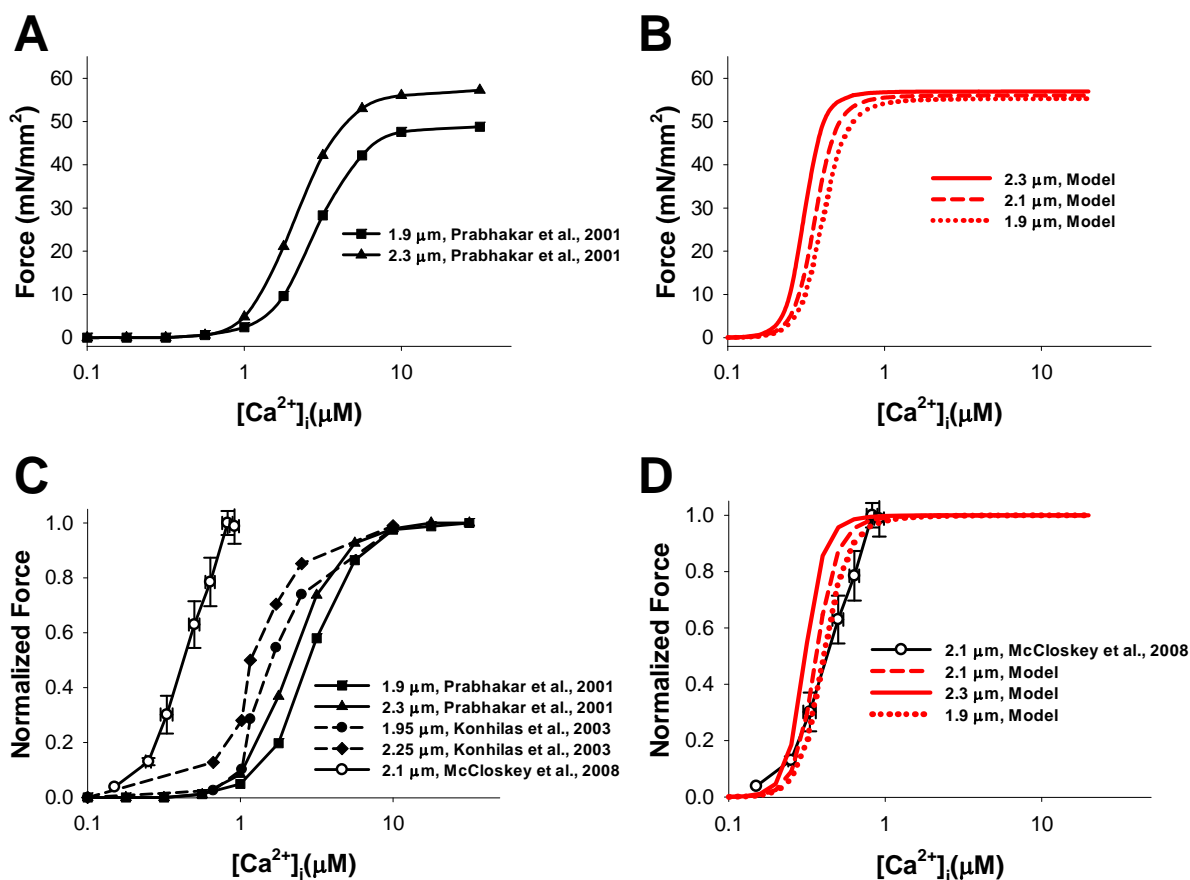 A
Force (mN/mm²)
60
50
40
30
20
10
0
0.1
1
10
[Ca²⁺]ᵢ(μM)
1.9 μm, Prabhakar et al., 2001
2.3 μm, Prabhakar et al., 2001
B
Force (mN/mm²)
60
50
40
30
20
10
0
0.1
1
10
[Ca²⁺]ᵢ(μM)
2.3 μm, Model
2.1 μm, Model
1.9 μm, Model
C
Normalized Force
1.0
0.8
0.6
0.4
0.2
0.0
0.1
1
10
[Ca²⁺]ᵢ(μM)
1.9 μm, Prabhakar et al., 2001
2.3 μm, Prabhakar et al., 2001
1.95 μm, Konhilas et al., 2003
2.25 μm, Konhilas et al., 2003
2.1 μm, McCloskey et al., 2008
D
Normalized Force
1.0
0.8
0.6
0.4
0.2
0.0
0.1
1
10
[Ca²⁺]ᵢ(μM)
2.1 μm, McCloskey et al., 2008
2.1 μm, Model
2.3 μm, Model
1.9 μm, Model